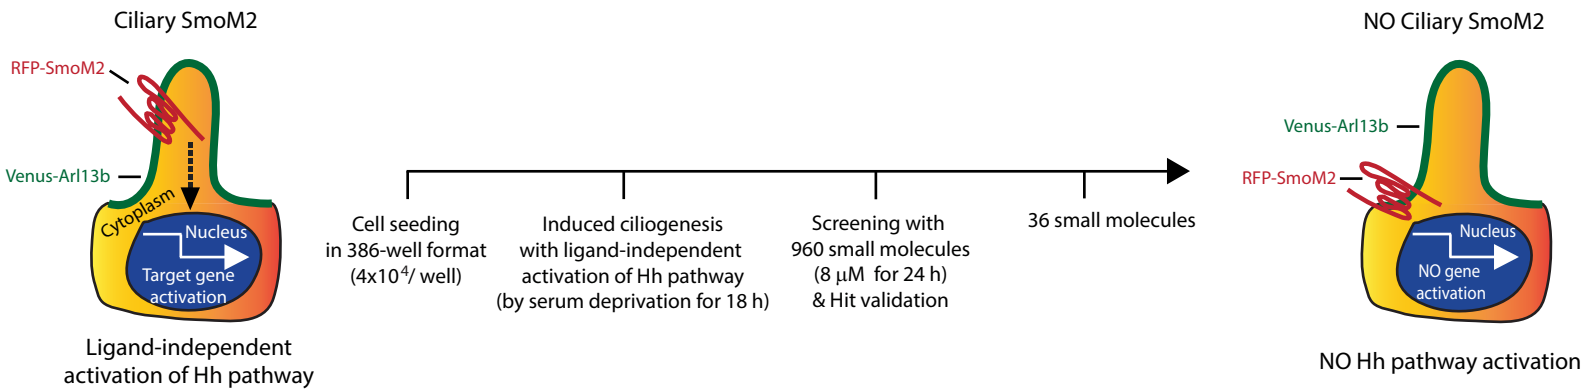 Ciliary SmoM2
RFP-SmoM2
Venus-Arl13b
Cytoplasm
Nucleus
Target gene
activation
Ligand-independent
activation of Hh pathway
Cell seeding
in 386-well format
(4x10⁴/ well)
Induced ciliogenesis
with ligand-independent
activation of Hh pathway
(by serum deprivation for 18 h)
Screening with
960 small molecules
(8 µM for 24 h)
& Hit validation
36 small molecules
NO Ciliary SmoM2
Venus-Arl13b
RFP-SmoM2
Nucleus
NO gene
activation
NO Hh pathway activation